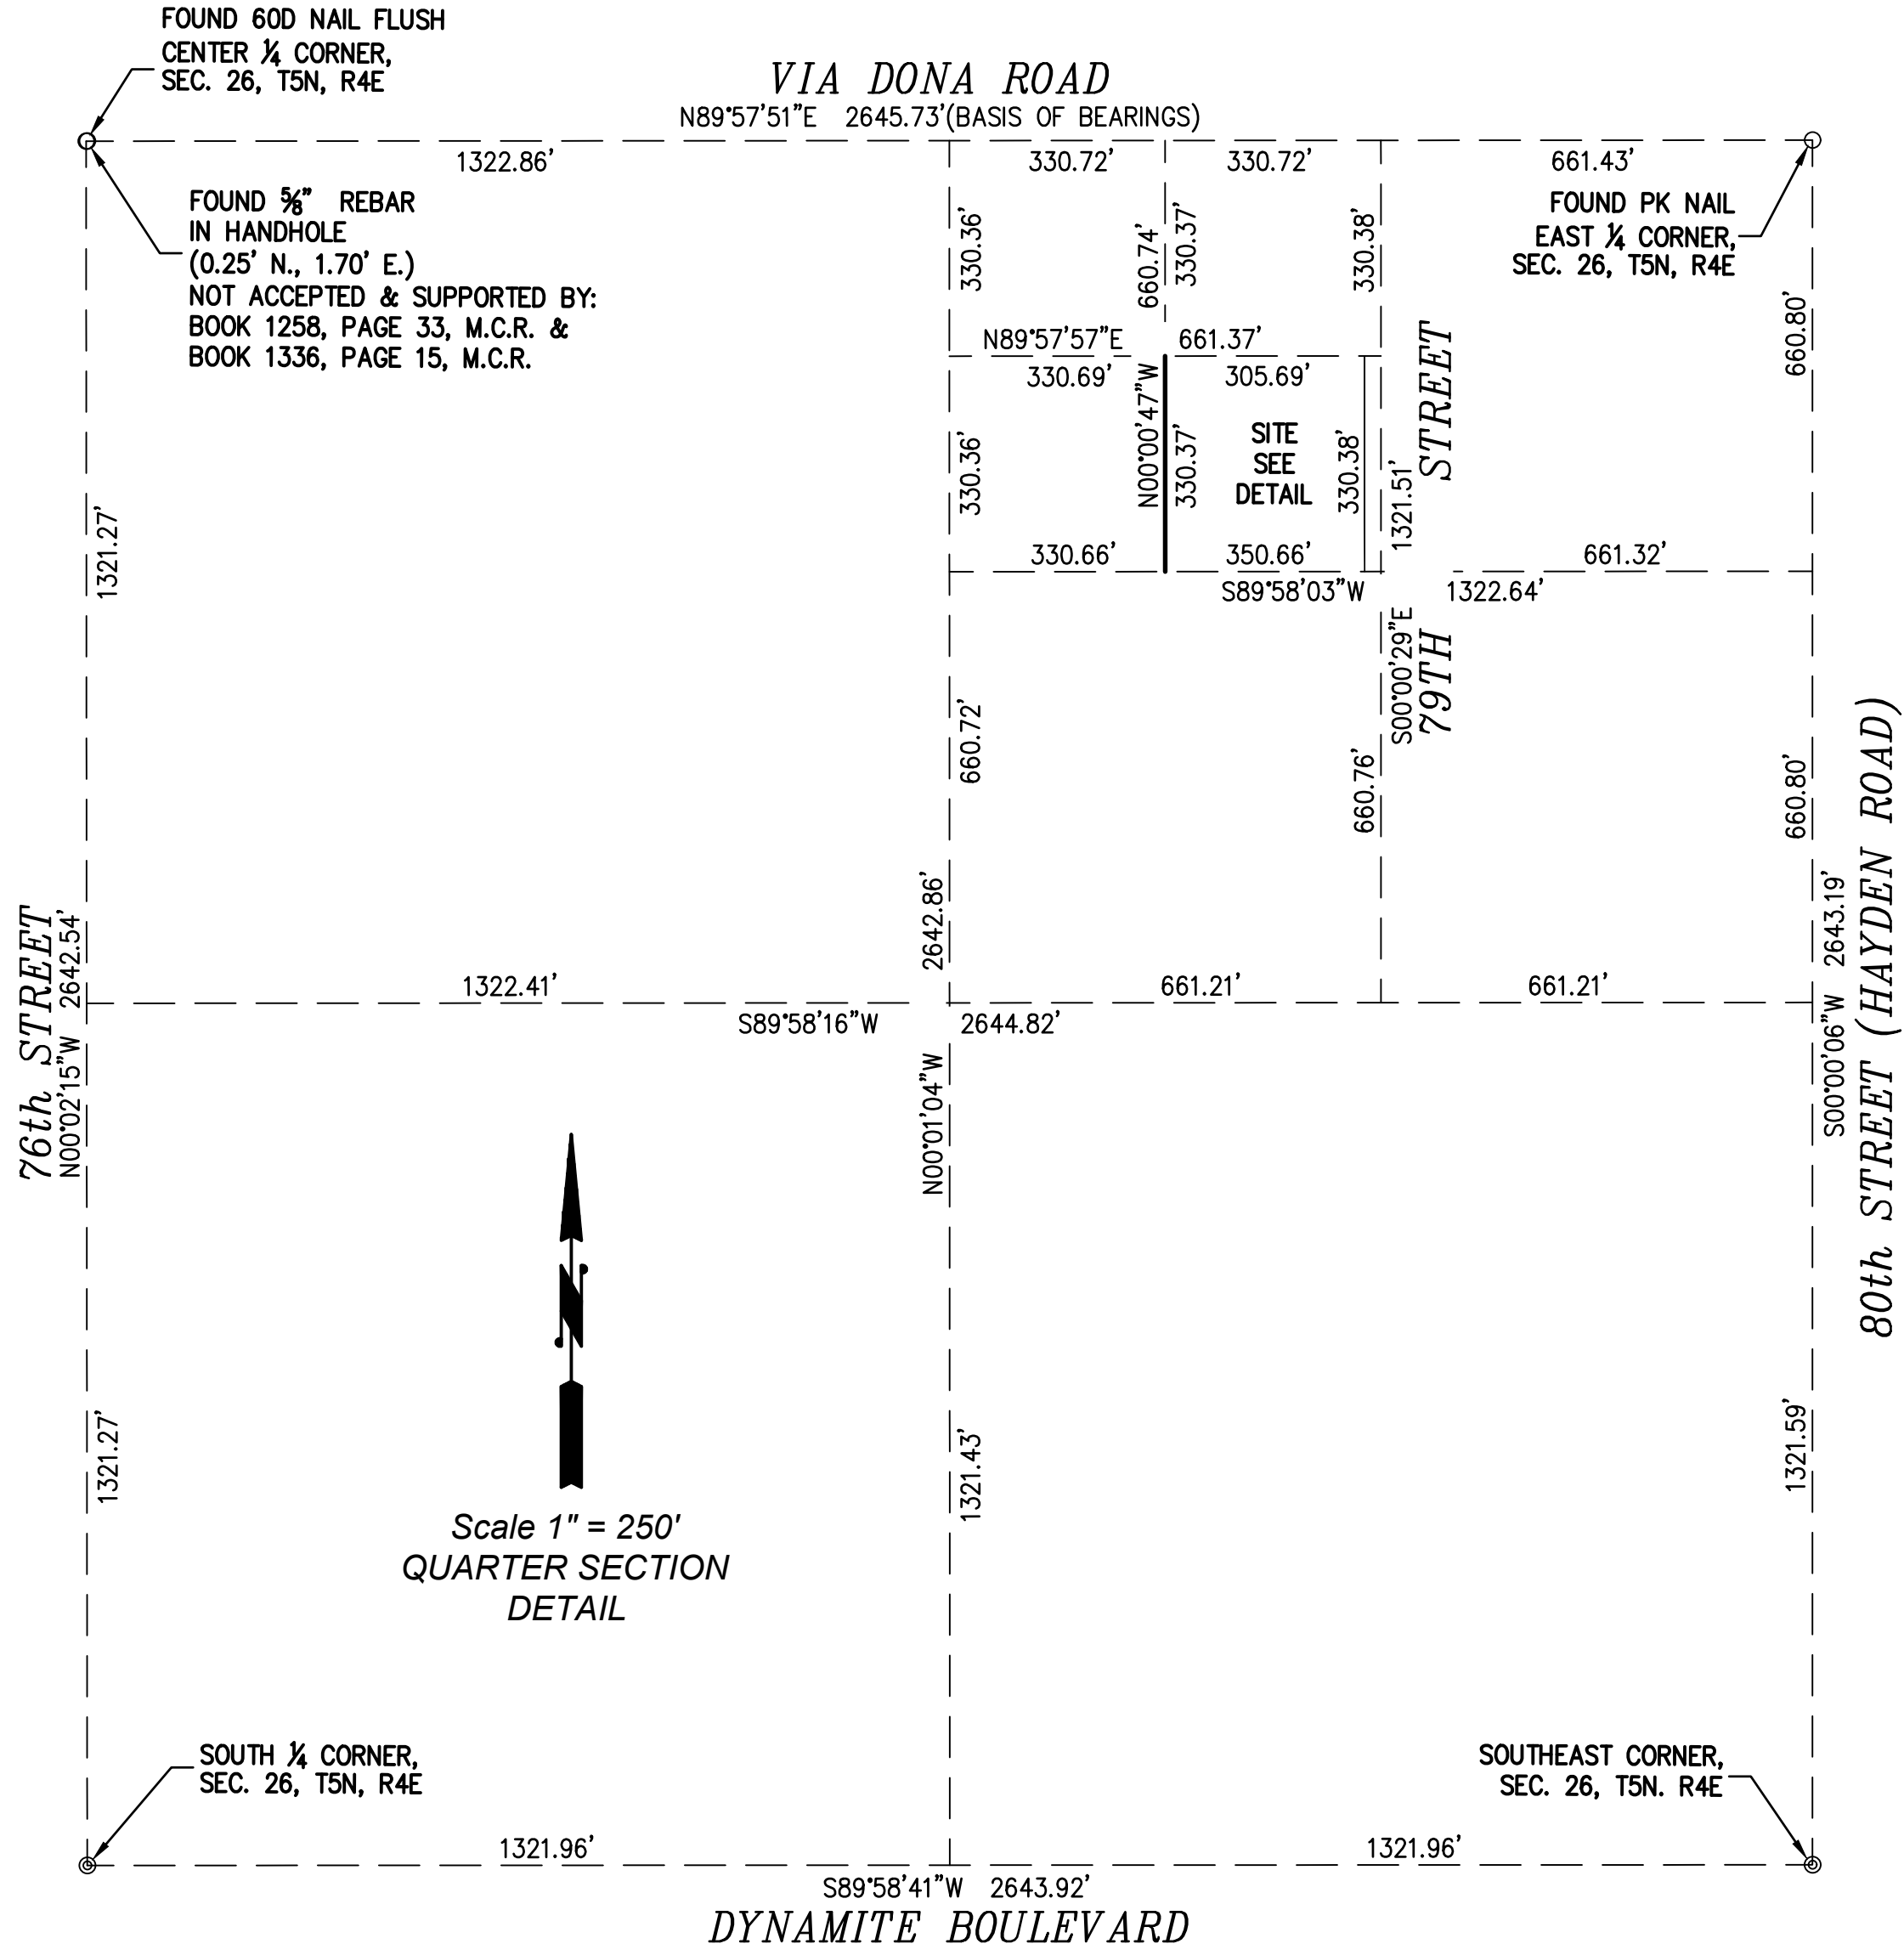 FOUND 60D NAIL FLUSH
CENTER ¼ CORNER,
SEC. 26, T5N, R4E
VIA DONA ROAD
N89°57'51"E 2645.73'(BASIS OF BEARINGS)
1322.86'
330.72'
330.72'
661.43'
FOUND ⅝" REBAR
IN HANDHOLE
(0.25' N., 1.70' E.)
NOT ACCEPTED & SUPPORTED BY:
BOOK 1258, PAGE 33, M.C.R. &
BOOK 1336, PAGE 15, M.C.R.
FOUND PK NAIL
EAST ¼ CORNER,
SEC. 26, T5N, R4E
330.36'
660.74'
330.37'
330.38'
660.80'
N89°57'57"E 661.37'
330.69'
305.69'
330.36'
N00°00'47"W
330.37'
SITE
SEE
DETAIL
330.38'
1321.51'
79TH STREET
1321.27'
330.66'
350.66'
661.32'
S89°58'03"W 1322.64'
S00°00'29"E
660.72'
660.76'
660.80'
76th STREET
N00°02'15"W 2642.54'
2642.86'
2643.19'
80th STREET (HAYDEN ROAD)
1322.41'
661.21'
661.21'
S89°58'16"W 2644.82'
N00°01'04"W
S00°00'06"W
N
1321.27'
1321.43'
1321.59'
Scale 1" = 250'
QUARTER SECTION
DETAIL
SOUTH ¼ CORNER,
SEC. 26, T5N, R4E
SOUTHEAST CORNER,
SEC. 26, T5N. R4E
1321.96'
1321.96'
S89°58'41"W 2643.92'
DYNAMITE BOULEVARD